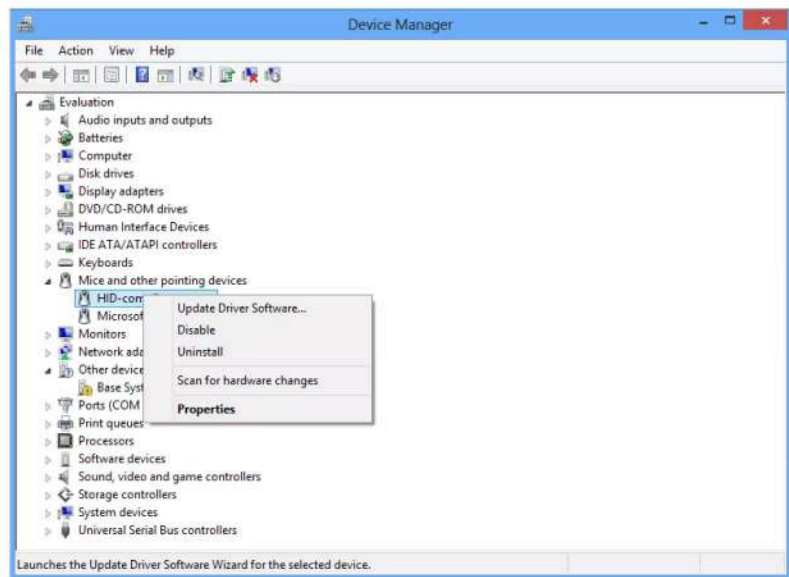 Device Manager
File Action View Help
Evaluation
Audio inputs and outputs
Batteries
Computer
Disk drives
Display adapters
DVD/CD-ROM drives
Human Interface Devices
IDE ATA/ATAPI controllers
Keyboards
Mice and other pointing devices
HID-com
Microsof
Monitors
Network ada
Other device
Base Syst
Ports (COM
Print queues
Processors
Software devices
Sound, video and game controllers
Storage controllers
System devices
Universal Serial Bus controllers
Update Driver Software...
Disable
Uninstall
Scan for hardware changes
Properties
Launches the Update Driver Software Wizard for the selected device.